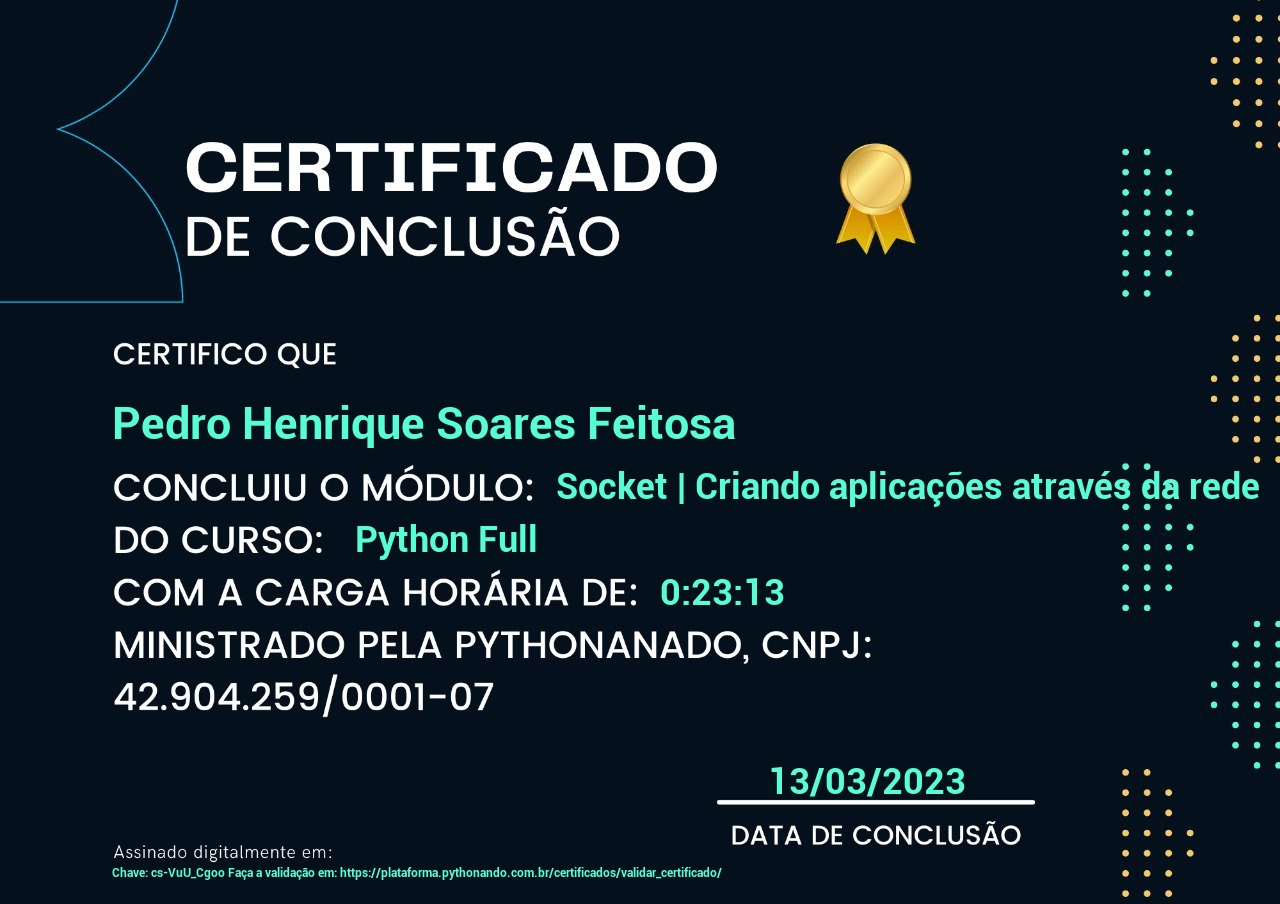 CERTIFICADO
DE CONCLUSÃO
CERTIFICO QUE
Pedro Henrique Soares Feitosa
CONCLUIU O MÓDULO: Socket | Criando aplicações através da rede
DO CURSO: Python Full
COM A CARGA HORÁRIA DE: 0:23:13
MINISTRADO PELA PYTHONANADO, CNPJ:
42.904.259/0001-07
13/03/2023
DATA DE CONCLUSÃO
Assinado digitalmente em:
Chave: cs-VuU_Cgoo Faça a validação em: https://plataforma.pythonando.com.br/certificados/validar_certificado/